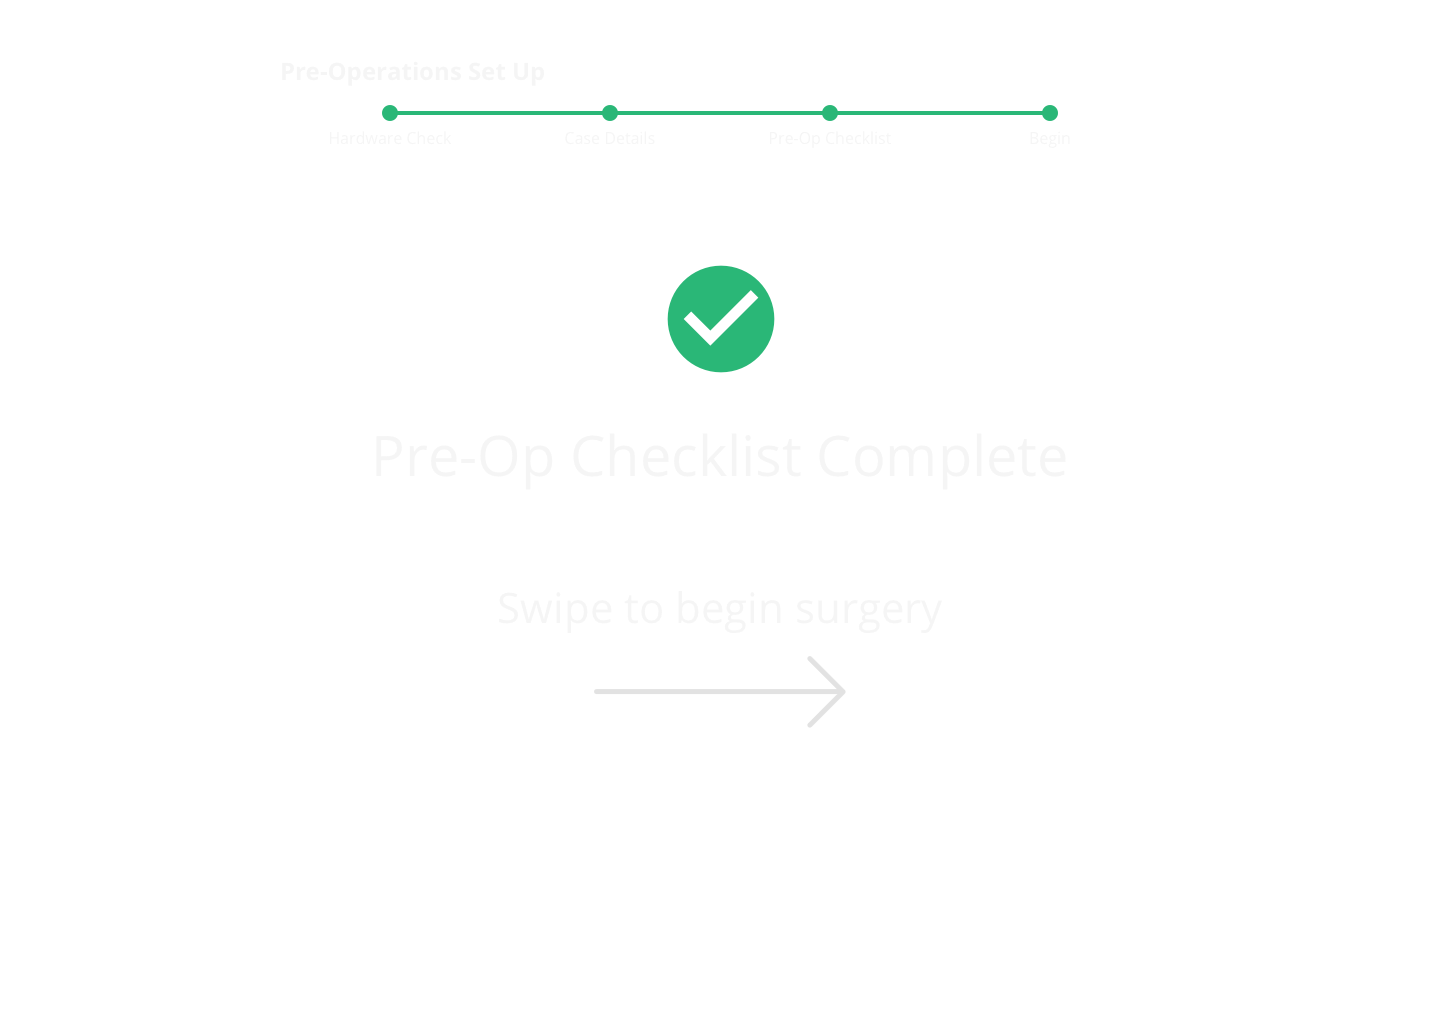 Pre-Operations Set Up
Hardware Check Case Details Pre-Op Checklist Begin
Pre-Op Checklist Complete
Swipe to begin surgery